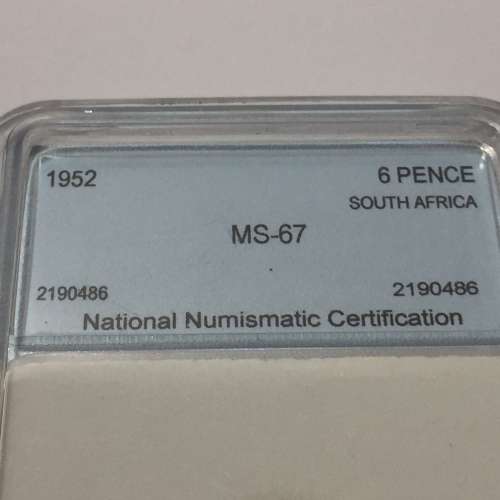 1952 6 PENCE
SOUTH AFRICA
MS-67
2190486 2190486
National Numismatic Certification